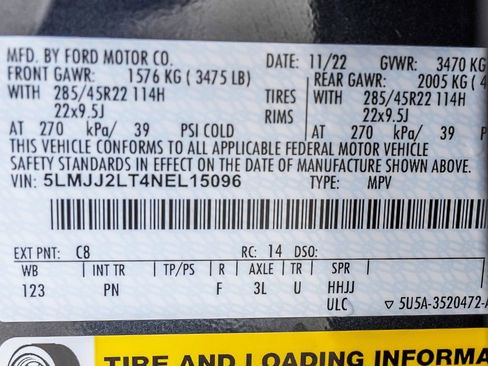 MFD. BY FORD MOTOR CO. DATE: 11/22 GVWR: 3470 KG
FRONT GAWR: 1576 KG ( 3475 LB) REAR GAWR: 2005 KG ( 4
WITH 285/45R22 114H TIRES WITH 285/45R22 114H
22x9.5J RIMS 22x9.5J
AT 270 kPa/ 39 PSI COLD AT 270 kPa/ 39
THIS VEHICLE CONFORMS TO ALL APPLICABLE FEDERAL MOTOR VEHICLE
SAFETY STANDARDS IN EFFECT ON THE DATE OF MANUFACTURE SHOWN ABOVE.
VIN: 5LMJJ2LT4NEL15096 TYPE: MPV
EXT PNT: C8 RC: 14 DSO:
WB INT TR TP/PS R AXLE TR SPR
123 PN F 3L U HHJJ
ULC ▽ 5U5A-3520472-A
TIRE AND LOADING INFORMA